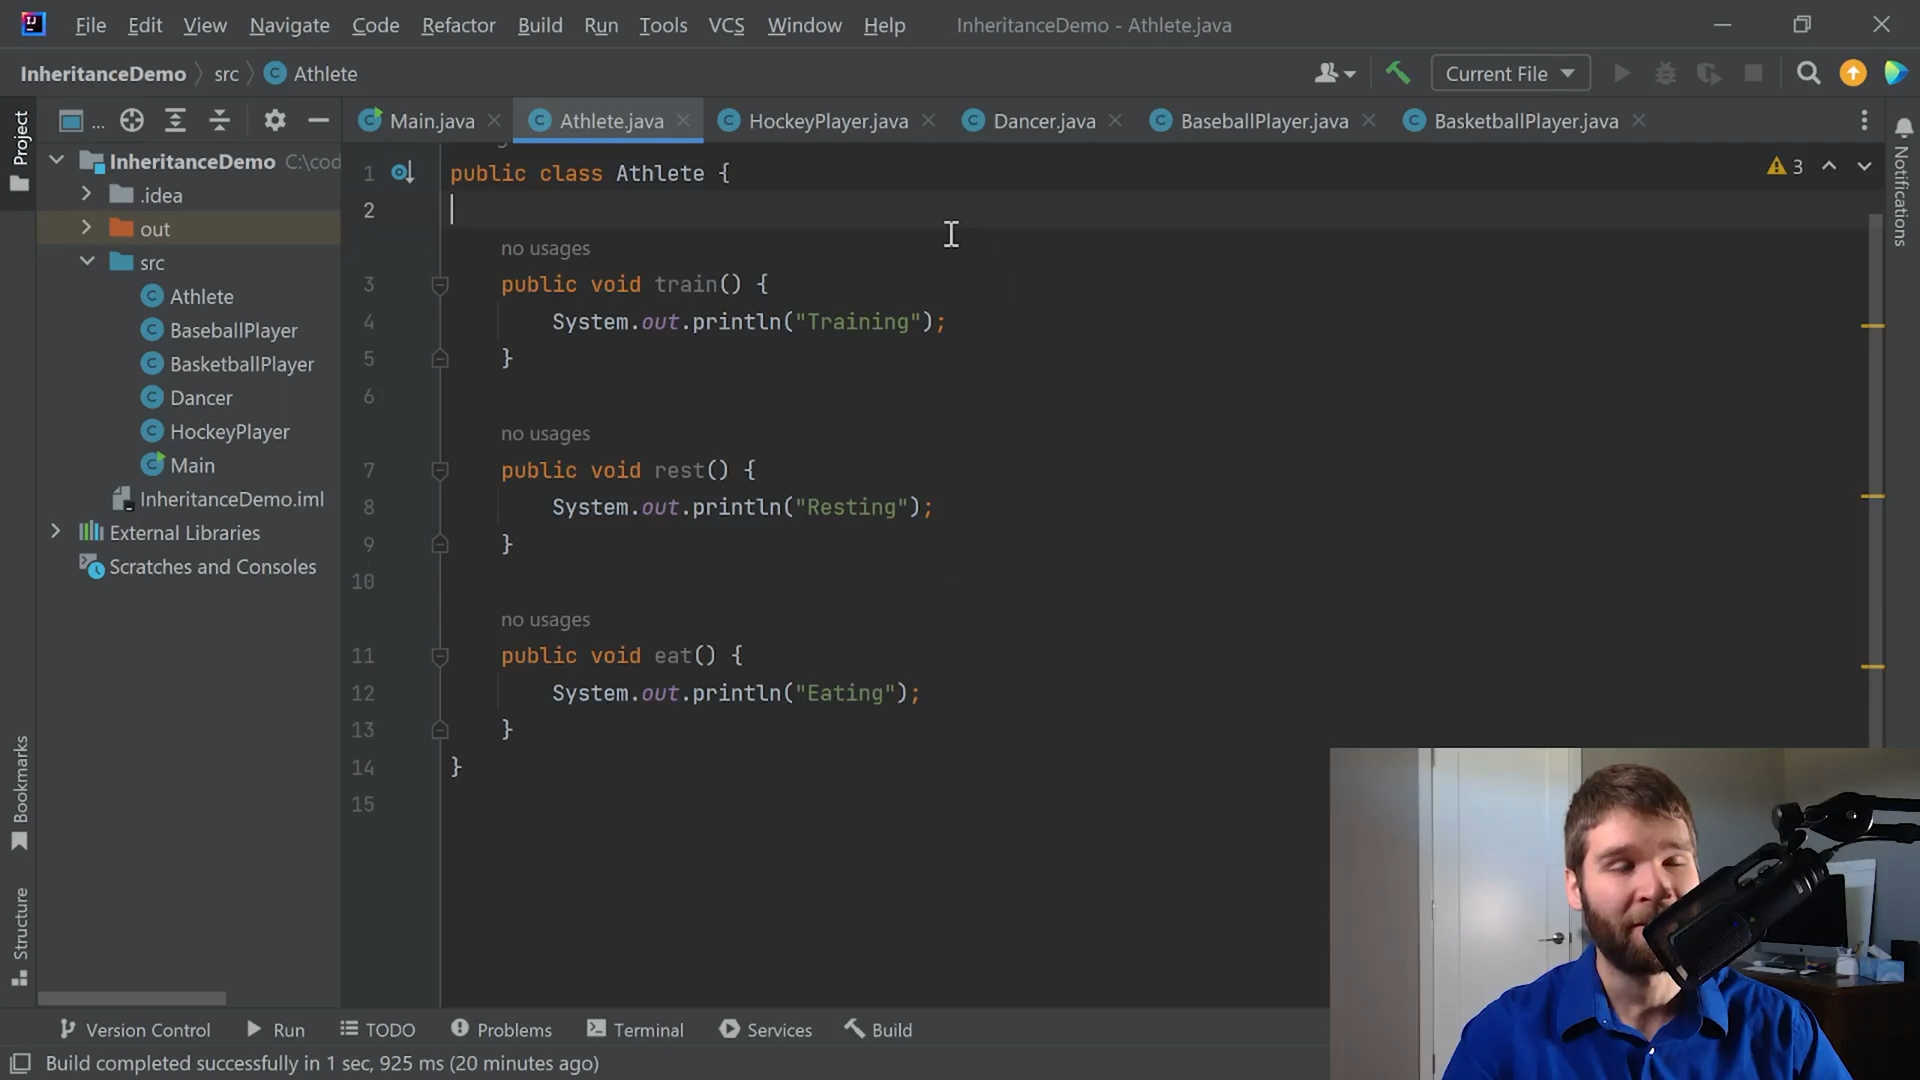 File Edit View Navigate Code Refactor Build Run Tools VCS Window Help InheritanceDemo - Athlete.java
InheritanceDemo src Athlete Current File
Project
...
Main.java Athlete.java HockeyPlayer.java Dancer.java BaseballPlayer.java BasketballPlayer.java
Notifications
InheritanceDemo C:\cod
.idea
out
src
Athlete
BaseballPlayer
BasketballPlayer
Dancer
HockeyPlayer
Main
InheritanceDemo.iml
External Libraries
Scratches and Consoles
3
1 public class Athlete {
2
no usages
3 public void train() {
4 System.out.println("Training");
5 }
6
no usages
7 public void rest() {
8 System.out.println("Resting");
9 }
10
no usages
11 public void eat() {
12 System.out.println("Eating");
13 }
14 }
15
Bookmarks
Structure
Version Control Run TODO Problems Terminal Services Build
Build completed successfully in 1 sec, 925 ms (20 minutes ago)